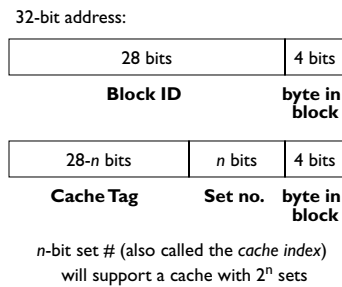 32-bit address:
28 bits 4 bits
Block ID byte in
block
28-n bits n bits 4 bits
Cache Tag Set no. byte in
block
n-bit set # (also called the cache index)
will support a cache with 2ⁿ sets